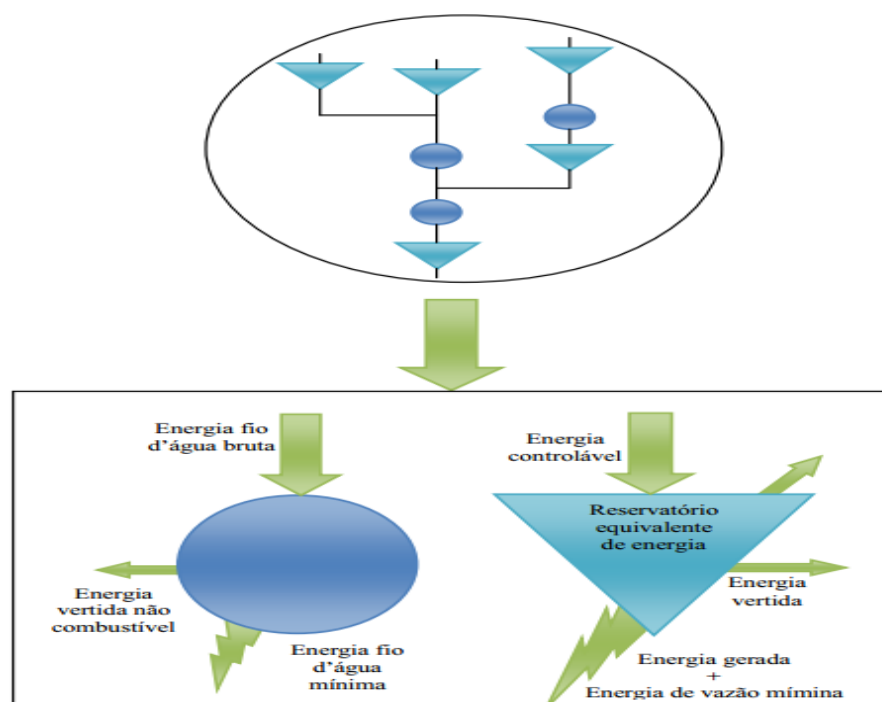 Energia fio
d'água bruta
Energia
controlável
Reservatório
equivalente
de energia
Energia
vertida não
combustível
Energia fio
d'água
mínima
Energia
vertida
Energia gerada
+
Energia de vazão mímina